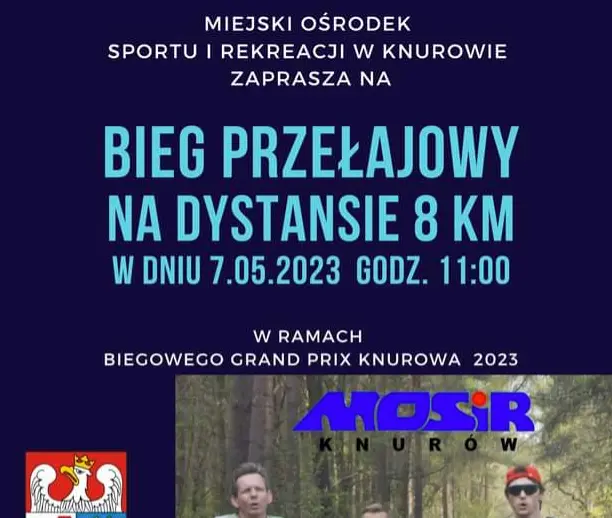 MIEJSKI OŚRODEK
SPORTU I REKREACJI W KNUROWIE
ZAPRASZA NA
BIEG PRZEŁAJOWY
NA DYSTANSIE 8 KM
W DNIU 7.05.2023 GODZ. 11:00
W RAMACH
BIEGOWEGO GRAND PRIX KNUROWA 2023
MOSiR
KNURÓW